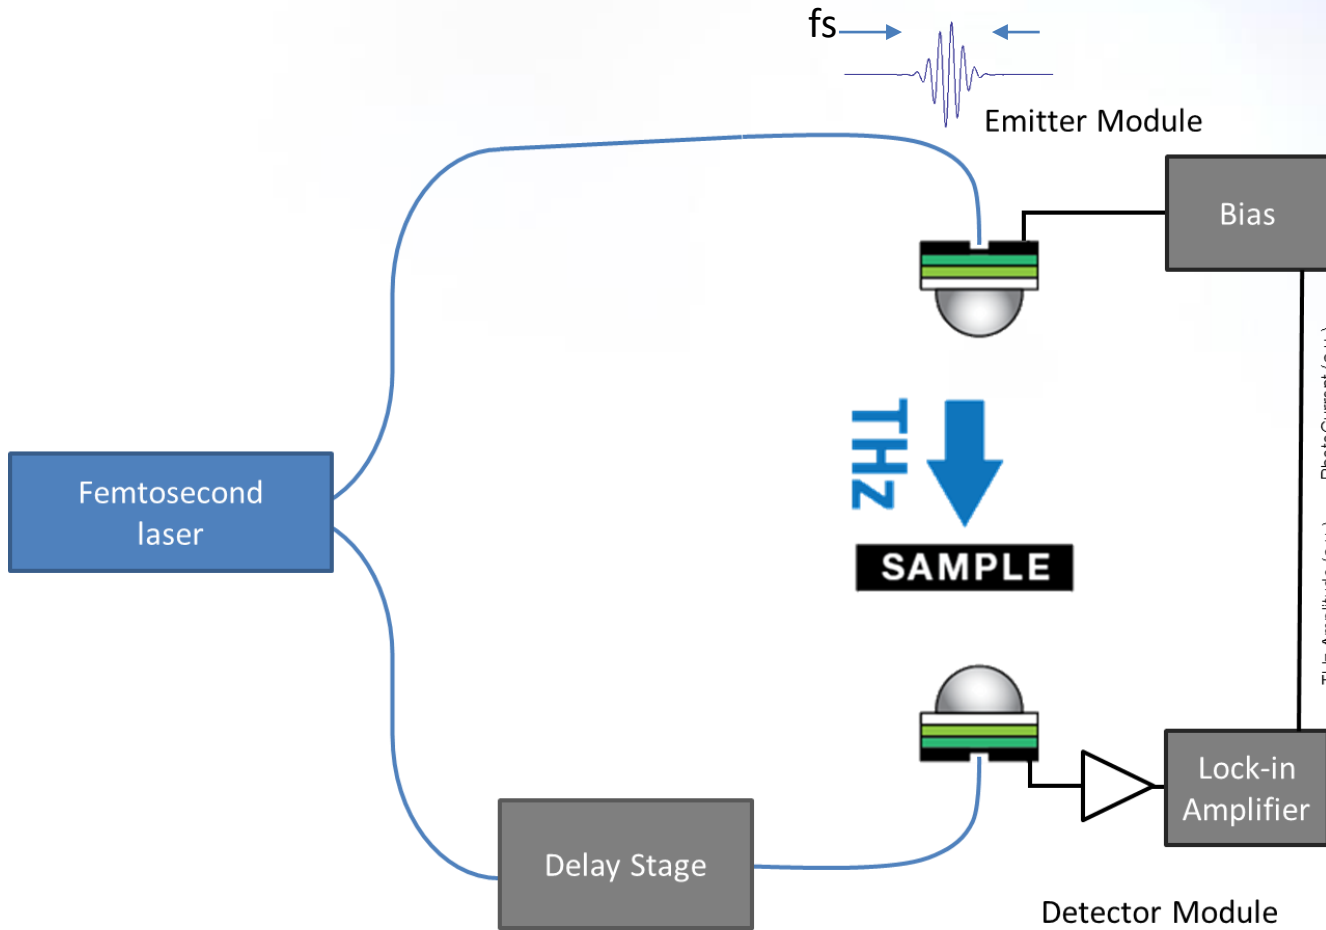 fs
Emitter Module
Bias
THz
Femtosecond
laser
SAMPLE
Lock-in
Amplifier
Delay Stage
Detector Module